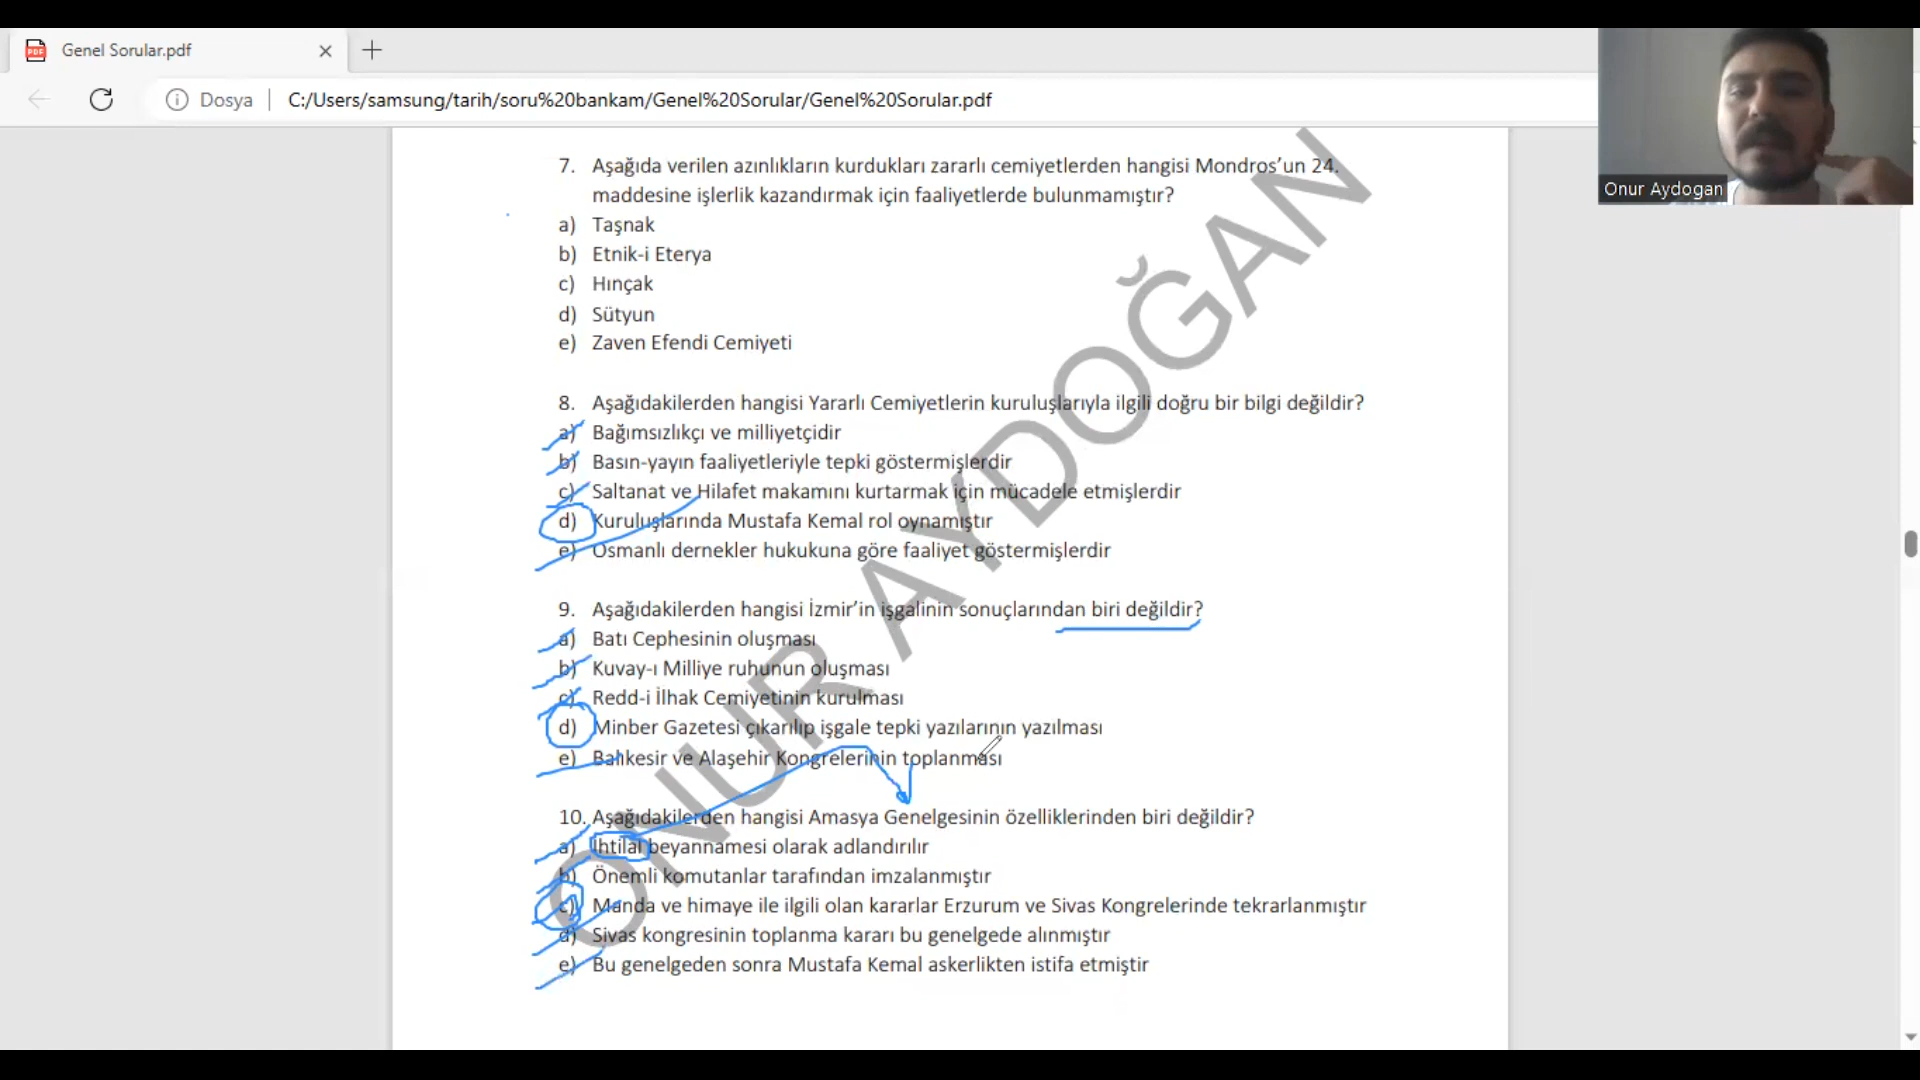 Genel Sorular.pdf
Dosya
C:/Users/samsung/tarih/soru%20bankam/Genel%20Sorular/Genel%20Sorular.pdf
Onur Aydogan
7. Aşağıda verilen azınlıkların kurdukları zararlı cemiyetlerden hangisi Mondros’un 24.
maddesine işlerlik kazandırmak için faaliyetlerde bulunmamıştır?
a) Taşnak
b) Etnik-i Eterya
c) Hınçak
d) Sütyun
e) Zaven Efendi Cemiyeti
8. Aşağıdakilerden hangisi Yararlı Cemiyetlerin kuruluşlarıyla ilgili doğru bir bilgi değildir?
a) Bağımsızlıkçı ve milliyetçidir
b) Basın-yayın faaliyetleriyle tepki göstermişlerdir
c) Saltanat ve Hilafet makamını kurtarmak için mücadele etmişlerdir
d) Kuruluşlarında Mustafa Kemal rol oynamıştır
e) Osmanlı dernekler hukukuna göre faaliyet göstermişlerdir
9. Aşağıdakilerden hangisi İzmir’in işgalinin sonuçlarından biri değildir?
a) Batı Cephesinin oluşması
b) Kuvay-ı Milliye ruhunun oluşması
c) Redd-i İlhak Cemiyetinin kurulması
d) Minber Gazetesi çıkarılıp işgale tepki yazılarının yazılması
e) Balıkesir ve Alaşehir Kongrelerinin toplanması
10. Aşağıdakilerden hangisi Amasya Genelgesinin özelliklerinden biri değildir?
a) İhtilal beyannamesi olarak adlandırılır
b) Önemli komutanlar tarafından imzalanmıştır
c) Manda ve himaye ile ilgili olan kararlar Erzurum ve Sivas Kongrelerinde tekrarlanmıştır
d) Sivas kongresinin toplanma kararı bu genelgede alınmıştır
e) Bu genelgeden sonra Mustafa Kemal askerlikten istifa etmiştir
ONUR AYDOĞAN